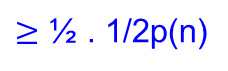 ≥ ½ . 1/2p(n)